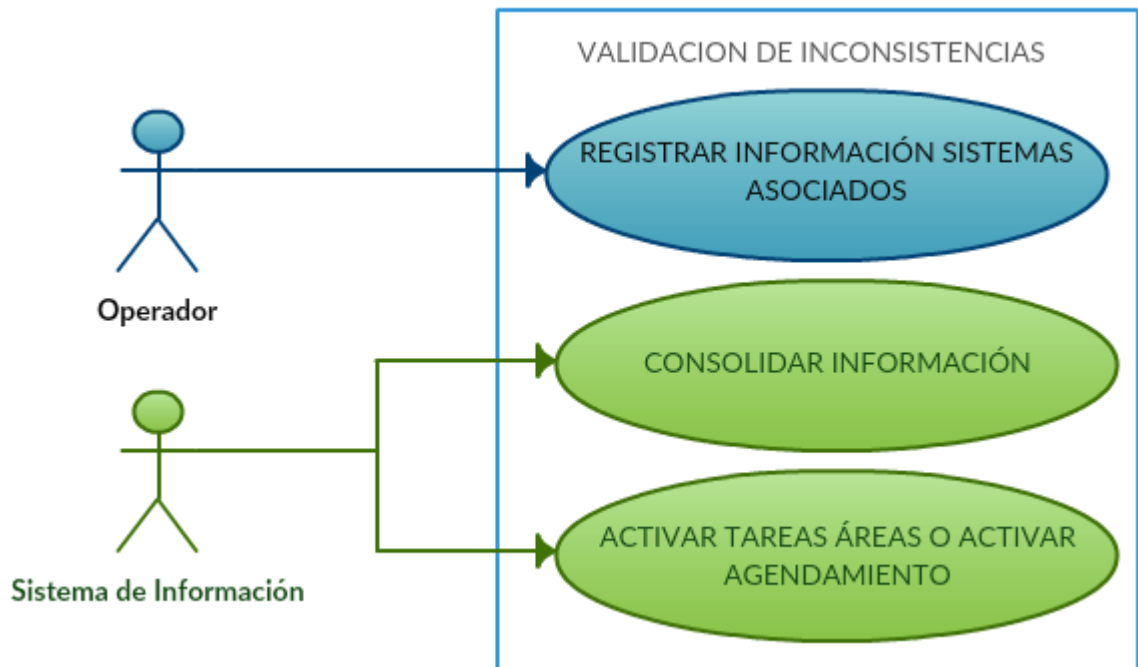 VALIDACION DE INCONSISTENCIAS
REGISTRAR INFORMACIÓN SISTEMAS
ASOCIADOS
Operador
CONSOLIDAR INFORMACIÓN
ACTIVAR TAREAS ÁREAS O ACTIVAR
AGENDAMIENTO
Sistema de Información